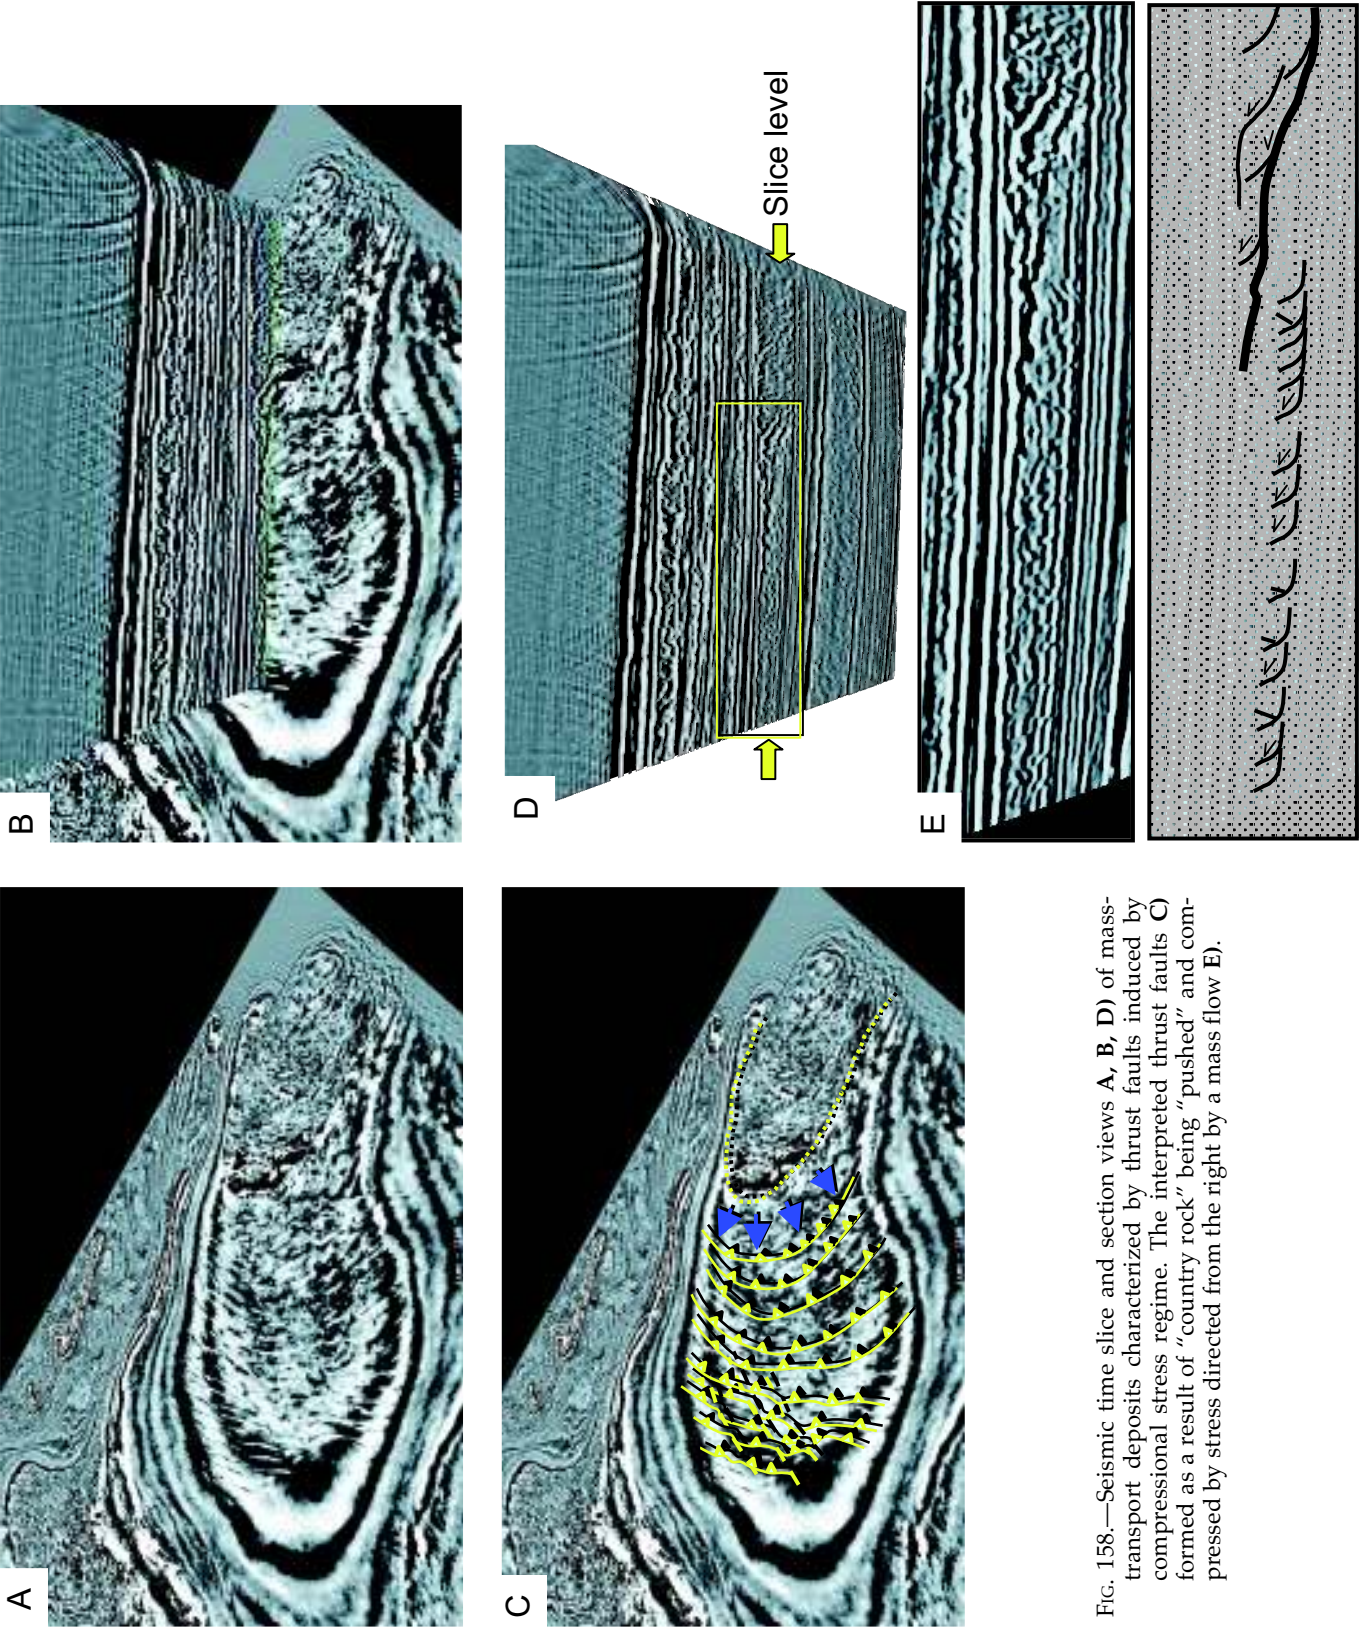 A
B
C
D
Slice level
E
FIG. 158.—Seismic time slice and section views A, B, D) of mass-
transport deposits characterized by thrust faults induced by
compressional stress regime. The interpreted thrust faults C)
formed as a result of "country rock" being "pushed" and com-
pressed by stress directed from the right by a mass flow E).